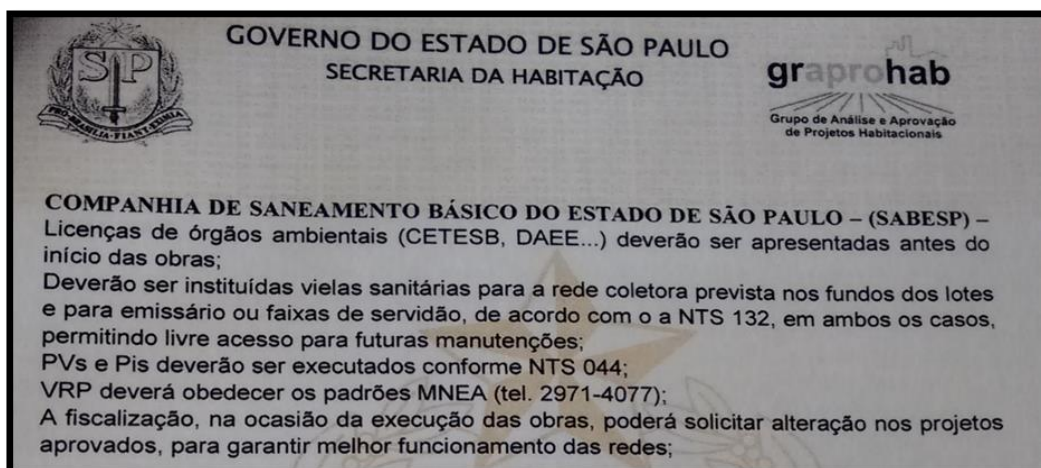 GOVERNO DO ESTADO DE SÃO PAULO
SECRETARIA DA HABITAÇÃO
SP
PRO·BRASILIA·FIANT·EXIMIA
graprohab
Grupo de Análise e Aprovação
de Projetos Habitacionais
COMPANHIA DE SANEAMENTO BÁSICO DO ESTADO DE SÃO PAULO – (SABESP) –
Licenças de órgãos ambientais (CETESB, DAEE...) deverão ser apresentadas antes do
início das obras;
Deverão ser instituídas vielas sanitárias para a rede coletora prevista nos fundos dos lotes
e para emissário ou faixas de servidão, de acordo com o a NTS 132, em ambos os casos,
permitindo livre acesso para futuras manutenções;
PVs e Pis deverão ser executados conforme NTS 044;
VRP deverá obedecer os padrões MNEA (tel. 2971-4077);
A fiscalização, na ocasião da execução das obras, poderá solicitar alteração nos projetos
aprovados, para garantir melhor funcionamento das redes;